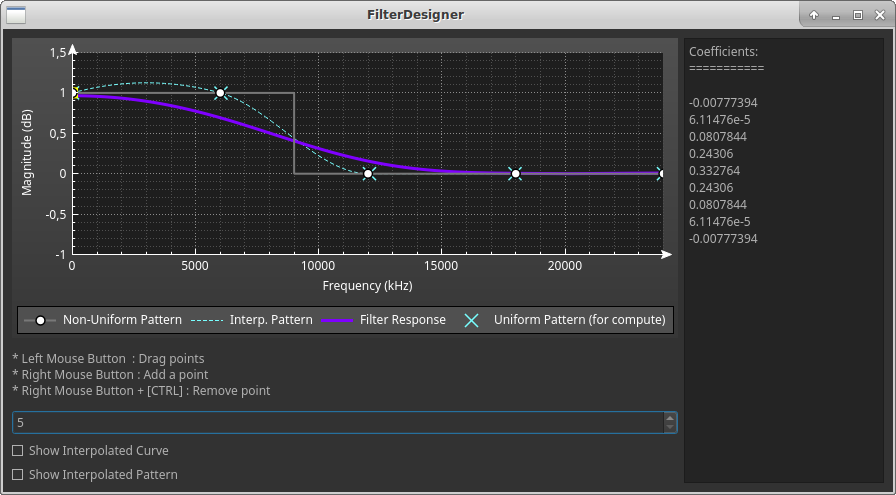 FilterDesigner
1,5
1
0,5
0
-0,5
-1
Magnitude (dB)
0
5000
10000
15000
20000
Frequency (kHz)
Non-Uniform Pattern
Interp. Pattern
Filter Response
Uniform Pattern (for compute)
* Left Mouse Button : Drag points
* Right Mouse Button : Add a point
* Right Mouse Button + [CTRL] : Remove point
5
Show Interpolated Curve
Show Interpolated Pattern
Coefficients:
===========
-0.00777394
6.11476e-5
0.0807844
0.24306
0.332764
0.24306
0.0807844
6.11476e-5
-0.00777394